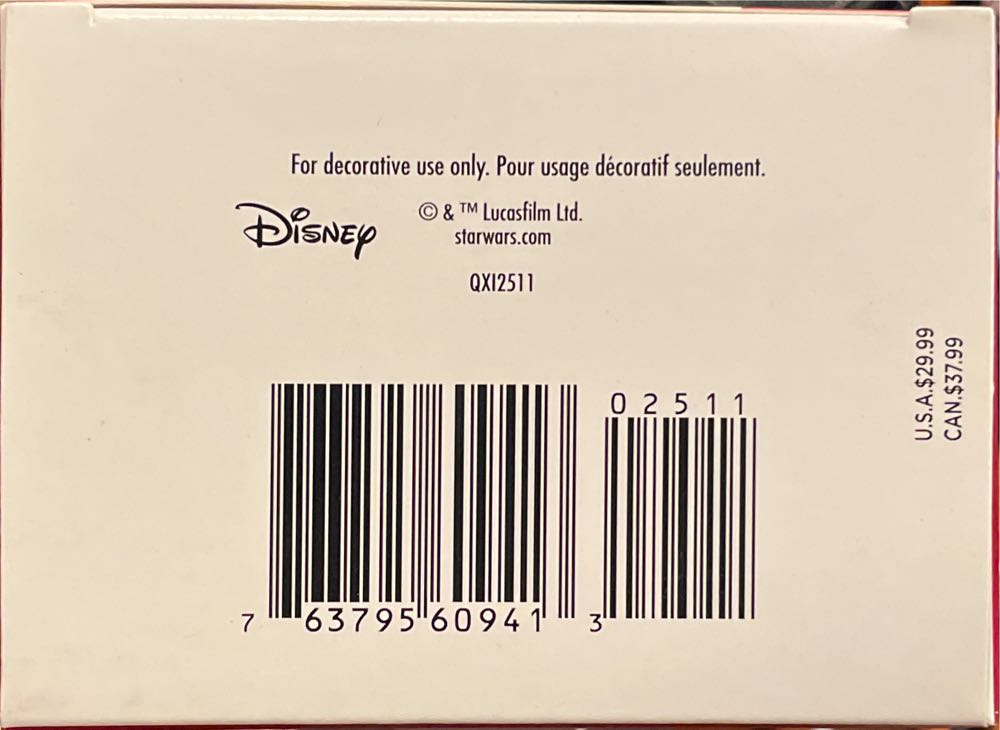 For decorative use only. Pour usage décoratif seulement.
Disney
© & ™ Lucasfilm Ltd.
starwars.com
QXI2511
U.S.A.$29.99
CAN.$37.99
02511
7 63795 60941 3